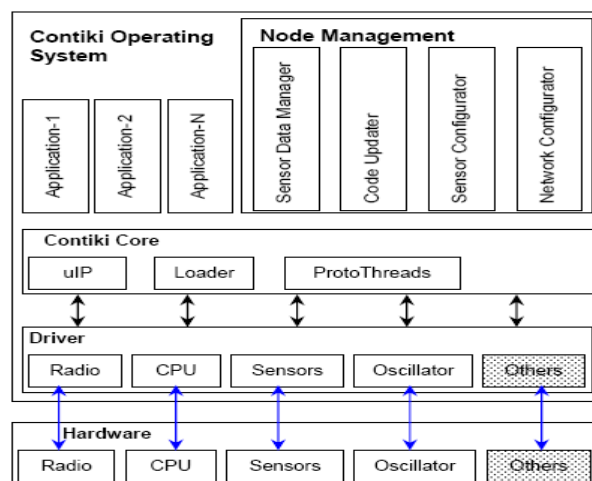 Contiki Operating
System
Node Management
Application-1
Application-2
Application-N
Sensor Data Manager
Code Updater
Sensor Configurator
Network Configurator
Contiki Core
uIP
Loader
ProtoThreads
Driver
Radio
CPU
Sensors
Oscillator
Others
Hardware
Radio
CPU
Sensors
Oscillator
Others